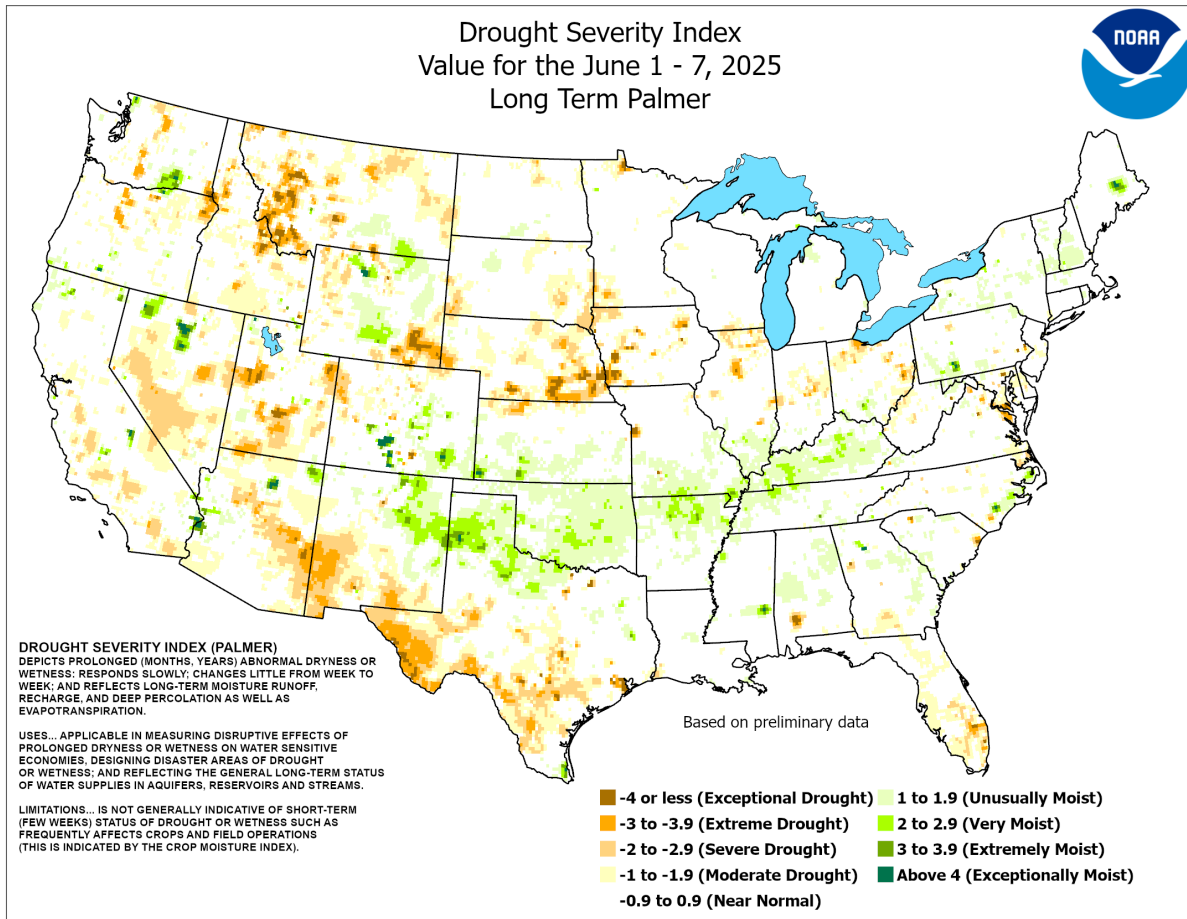 Drought Severity Index
Value for the June 1 - 7, 2025
Long Term Palmer
NOAA
DROUGHT SEVERITY INDEX (PALMER)
DEPICTS PROLONGED (MONTHS, YEARS) ABNORMAL DRYNESS OR
WETNESS: RESPONDS SLOWLY; CHANGES LITTLE FROM WEEK TO
WEEK; AND REFLECTS LONG-TERM MOISTURE RUNOFF,
RECHARGE, AND DEEP PERCOLATION AS WELL AS
EVAPOTRANSPIRATION.
USES... APPLICABLE IN MEASURING DISRUPTIVE EFFECTS OF
PROLONGED DRYNESS OR WETNESS ON WATER SENSITIVE
ECONOMIES, DESIGNING DISASTER AREAS OF DROUGHT
OR WETNESS; AND REFLECTING THE GENERAL LONG-TERM STATUS
OF WATER SUPPLIES IN AQUIFERS, RESERVOIRS AND STREAMS.
LIMITATIONS... IS NOT GENERALLY INDICATIVE OF SHORT-TERM
(FEW WEEKS) STATUS OF DROUGHT OR WETNESS SUCH AS
FREQUENTLY AFFECTS CROPS AND FIELD OPERATIONS
(THIS IS INDICATED BY THE CROP MOISTURE INDEX).
Based on preliminary data
-4 or less (Exceptional Drought)
-3 to -3.9 (Extreme Drought)
-2 to -2.9 (Severe Drought)
-1 to -1.9 (Moderate Drought)
-0.9 to 0.9 (Near Normal)
1 to 1.9 (Unusually Moist)
2 to 2.9 (Very Moist)
3 to 3.9 (Extremely Moist)
Above 4 (Exceptionally Moist)